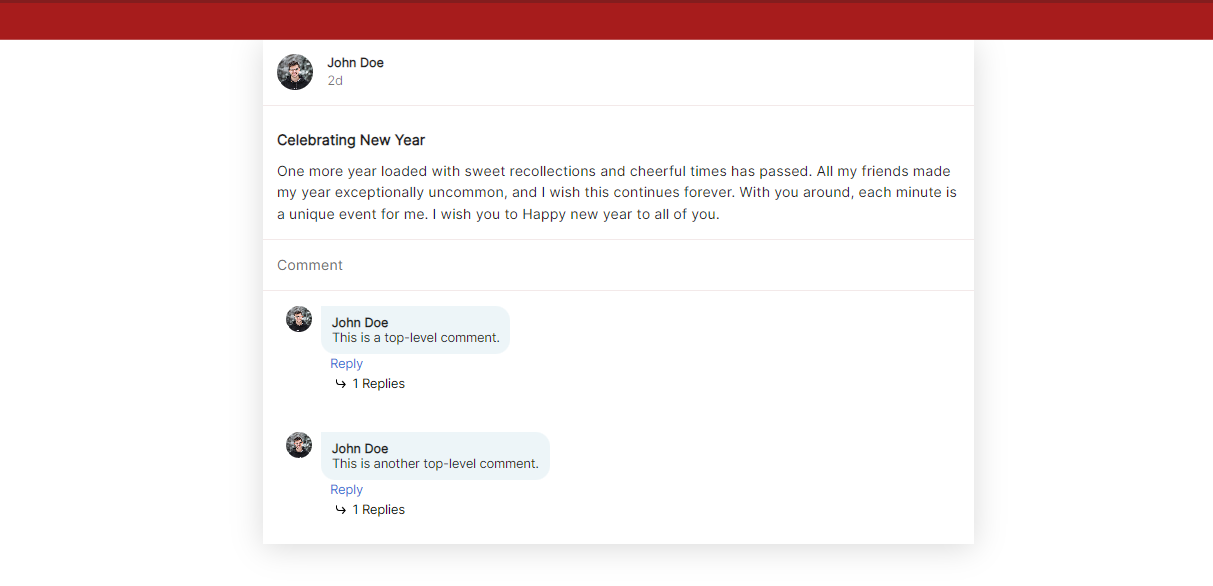 John Doe
2d
Celebrating New Year
One more year loaded with sweet recollections and cheerful times has passed. All my friends made
my year exceptionally uncommon, and I wish this continues forever. With you around, each minute is
a unique event for me. I wish you to Happy new year to all of you.
Comment
John Doe
This is a top-level comment.
Reply
1 Replies
John Doe
This is another top-level comment.
Reply
1 Replies